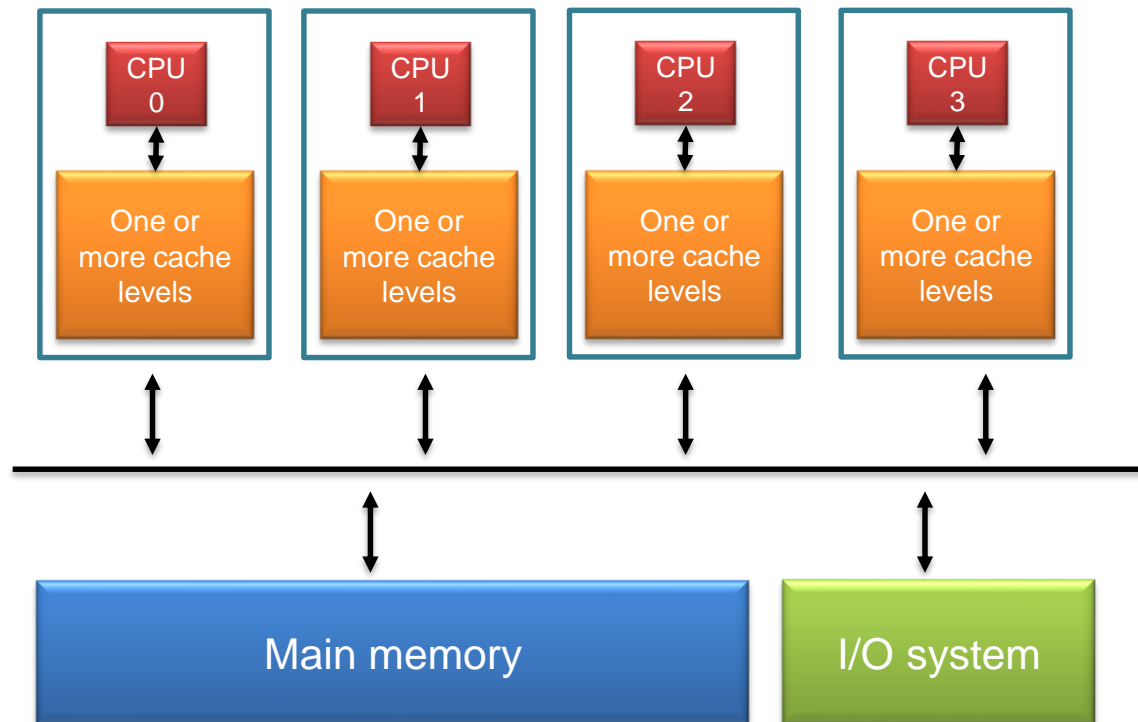 CPU
0
CPU
1
CPU
2
CPU
3
One or
more cache
levels
One or
more cache
levels
One or
more cache
levels
One or
more cache
levels
Main memory
I/O system